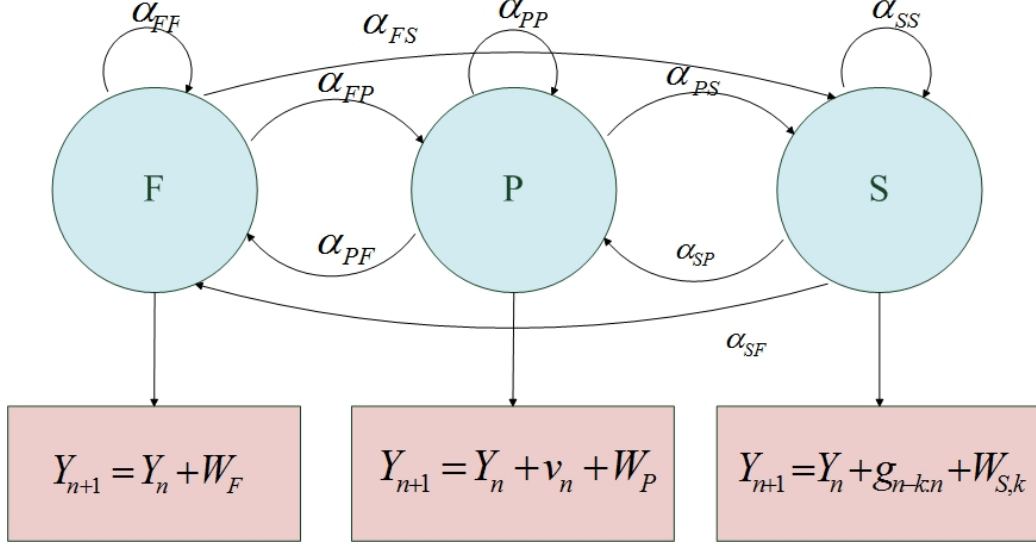 α_FF
α_FS
α_PP
α_SS
α_FP
α_PS
F
P
S
α_PF
α_SP
α_SF
Y_{n+1} = Y_n + W_F
Y_{n+1} = Y_n + v_n + W_P
Y_{n+1} = Y_n + g_{n-k:n} + W_{S,k}